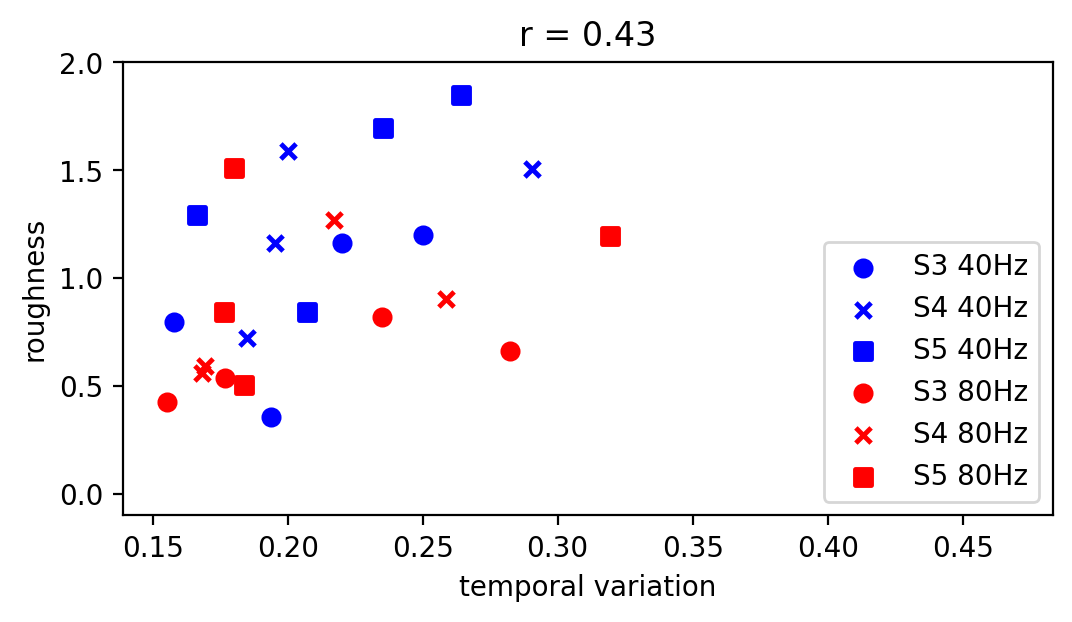 r = 0.43
2.0
1.5
1.0
0.5
0.0
roughness
S3 40Hz
S4 40Hz
S5 40Hz
S3 80Hz
S4 80Hz
S5 80Hz
0.15 0.20 0.25 0.30 0.35 0.40 0.45
temporal variation